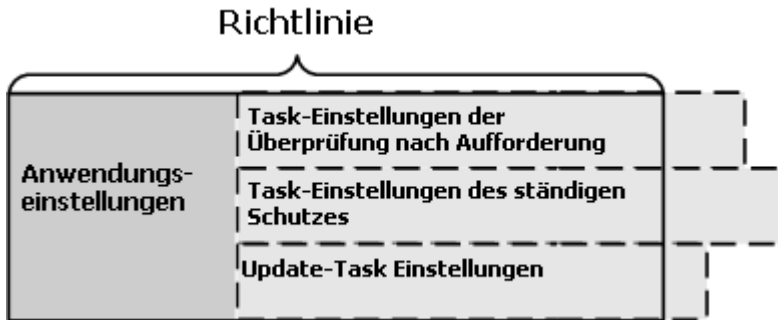 Richtlinie
Task-Einstellungen der
Überprüfung nach Aufforderung
Anwendungs-
einstellungen
Task-Einstellungen des ständigen
Schutzes
Update-Task Einstellungen